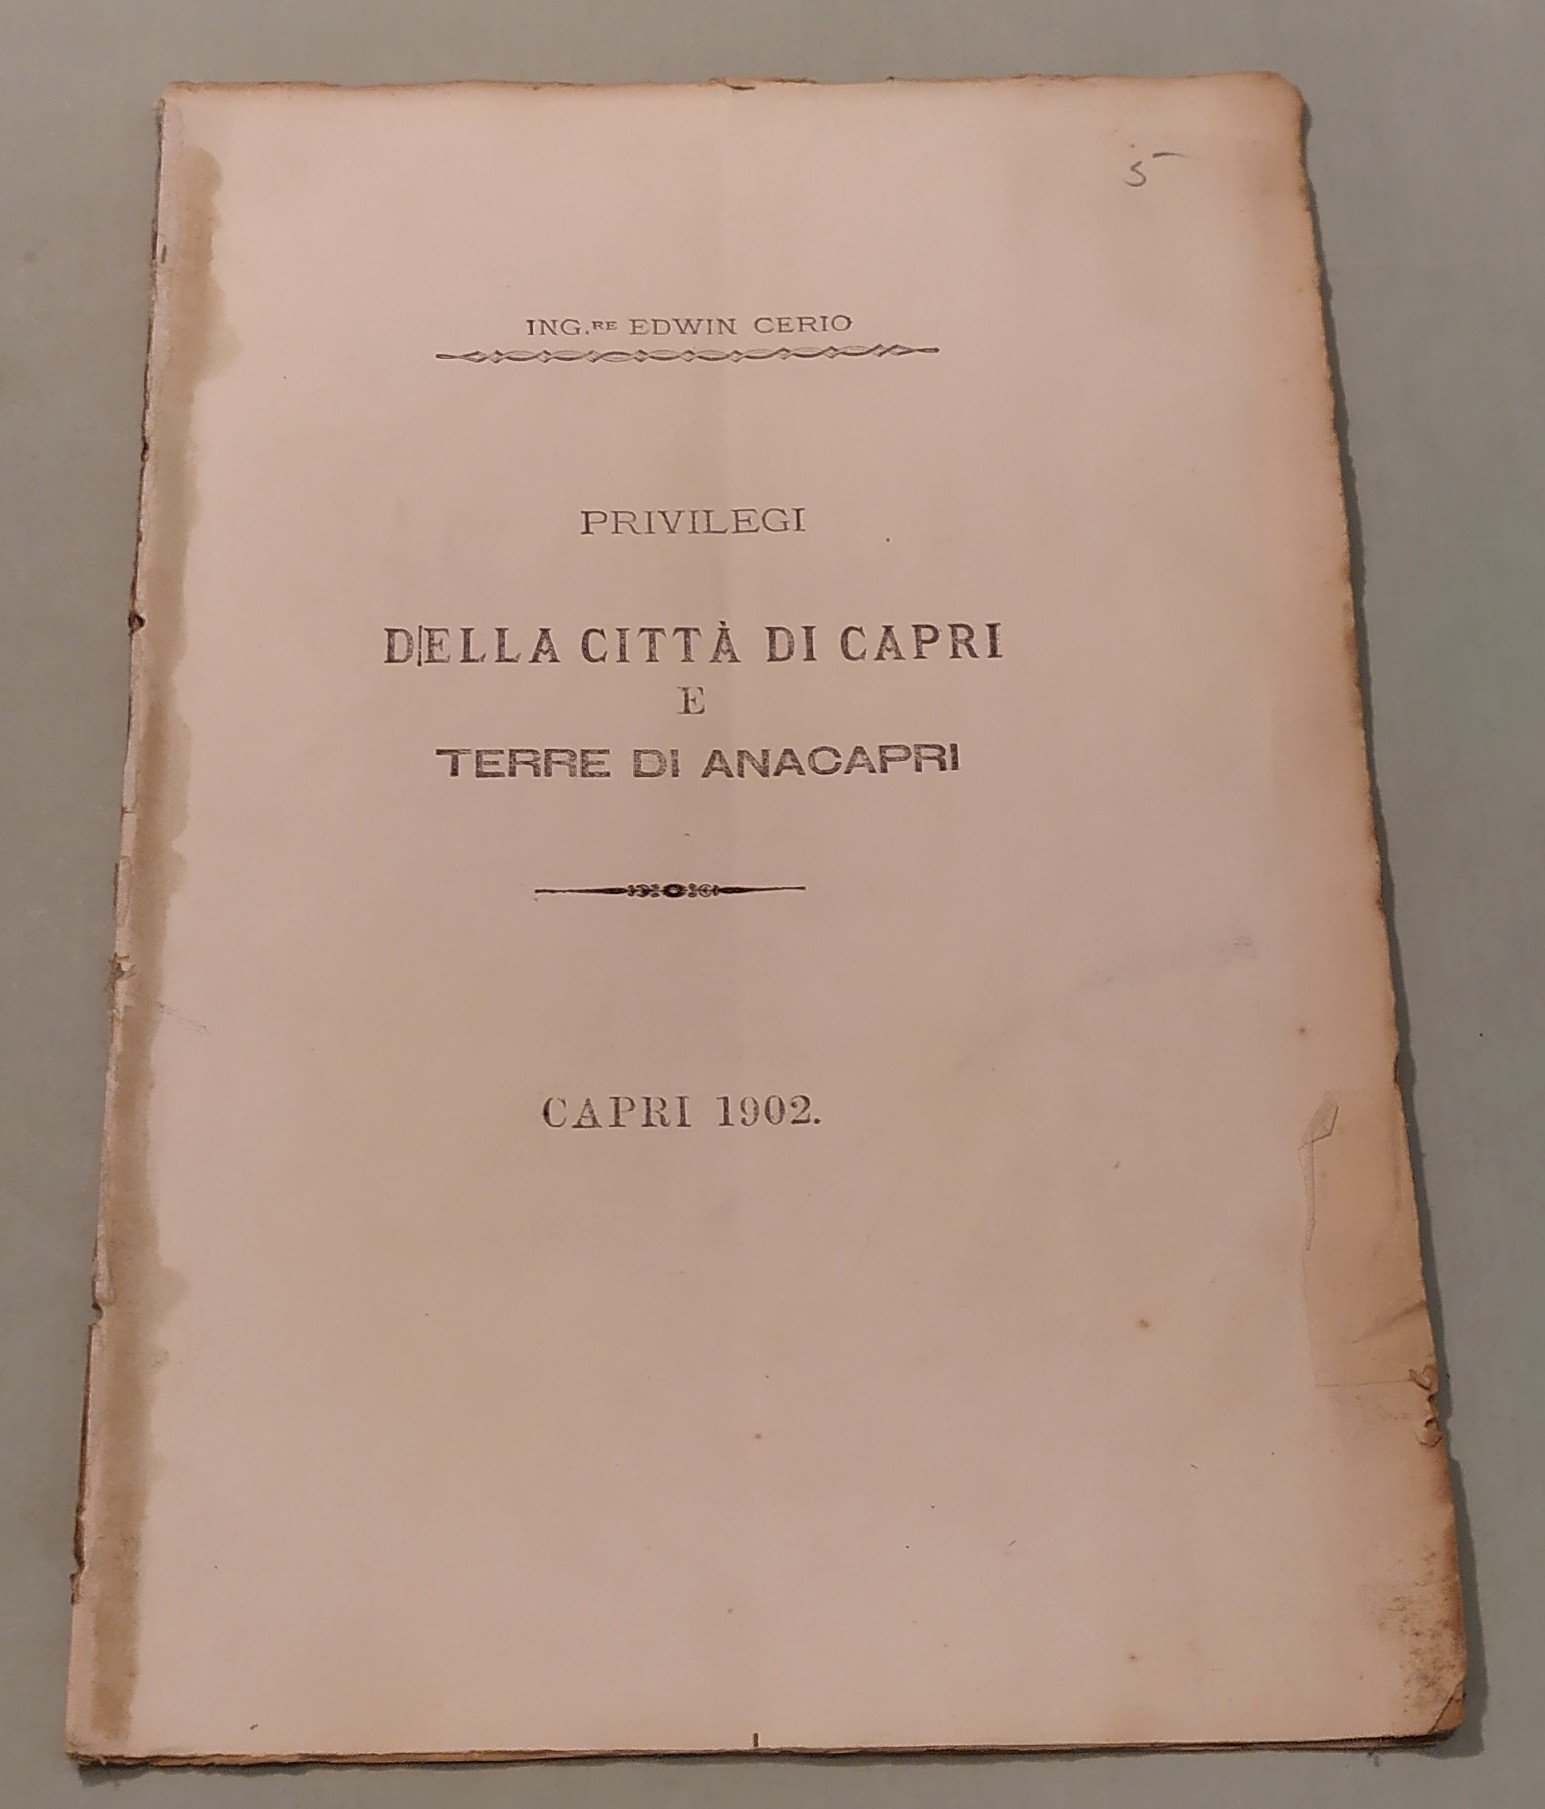 5
ING.RE EDWIN CERIO
PRIVILEGI
DELLA CITTÀ DI CAPRI
E
TERRE DI ANACAPRI
CAPRI 1902.